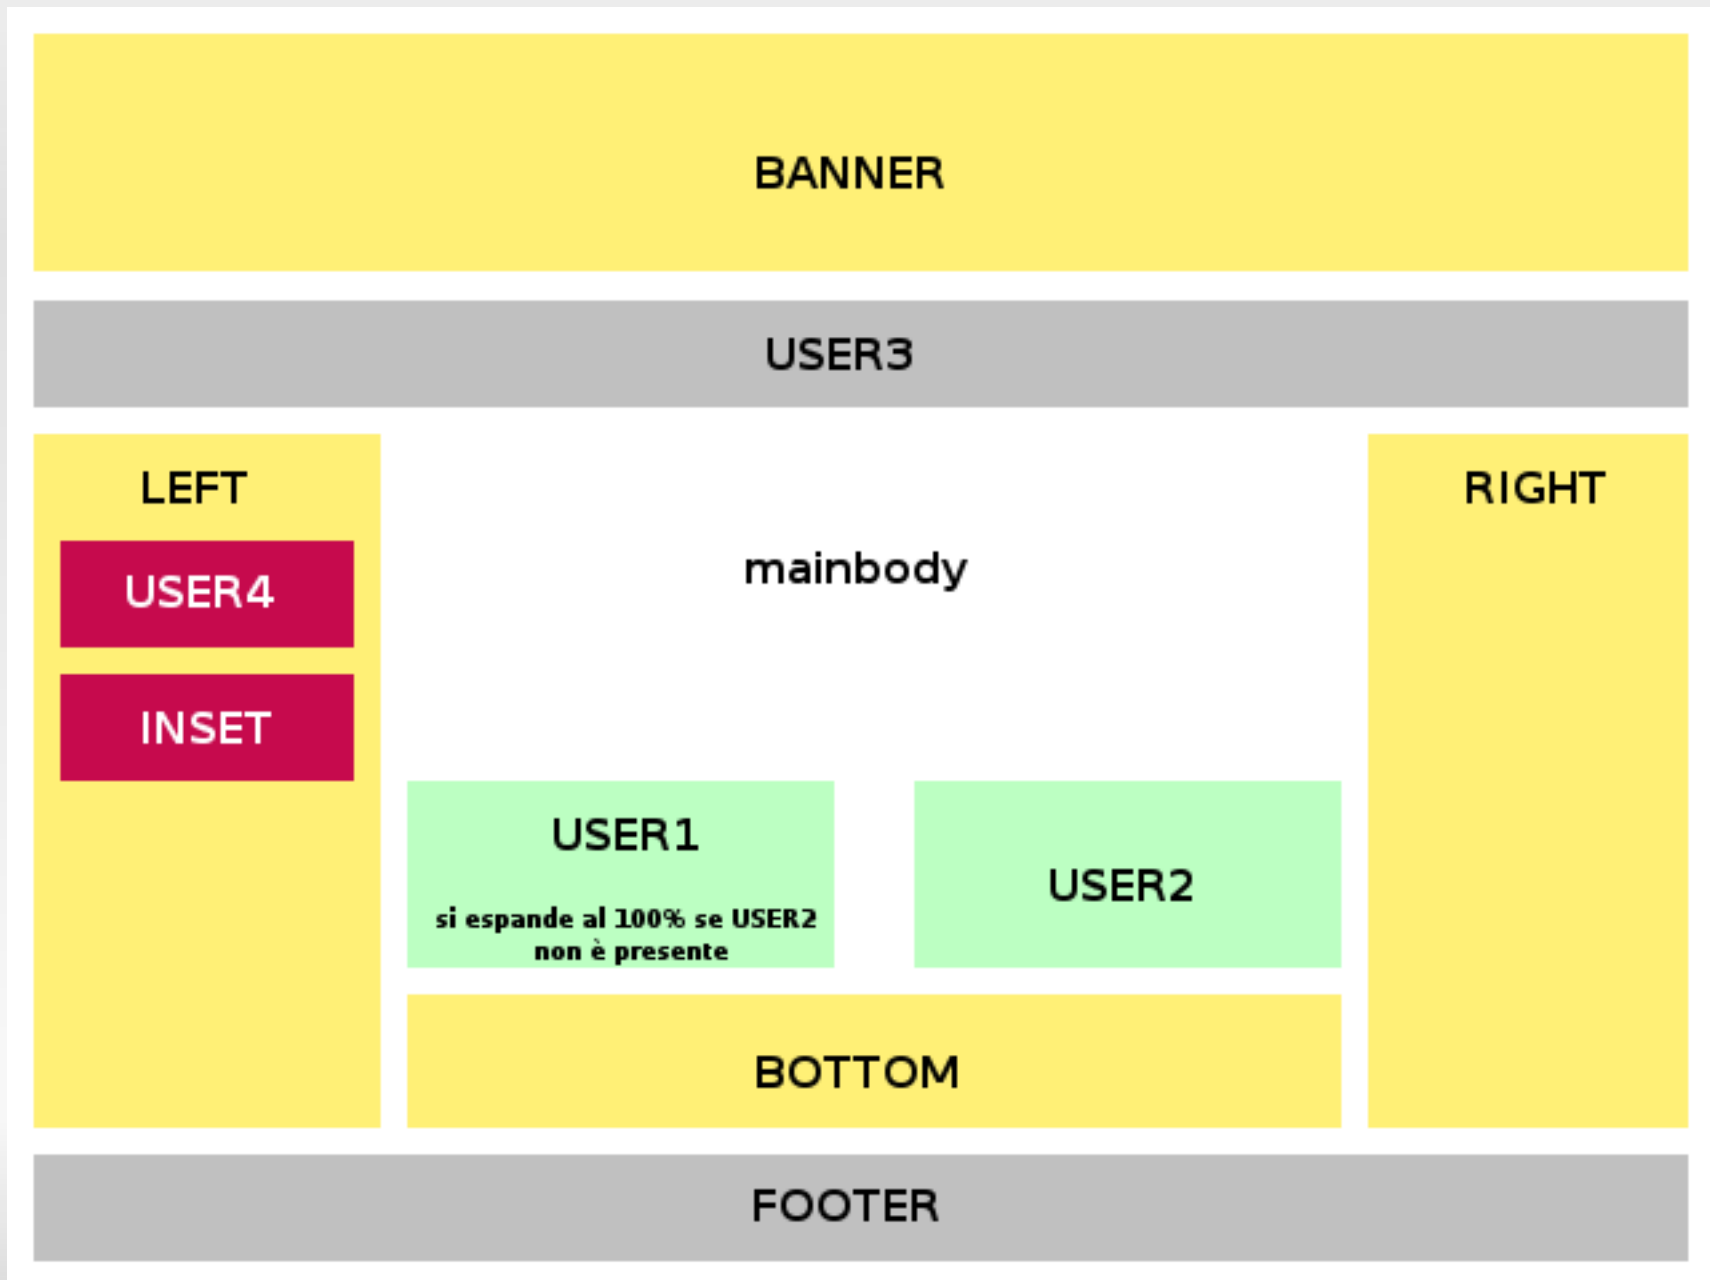 BANNER
USER3
LEFT
USER4
INSET
mainbody
USER1
si espande al 100% se USER2
non è presente
USER2
BOTTOM
RIGHT
FOOTER